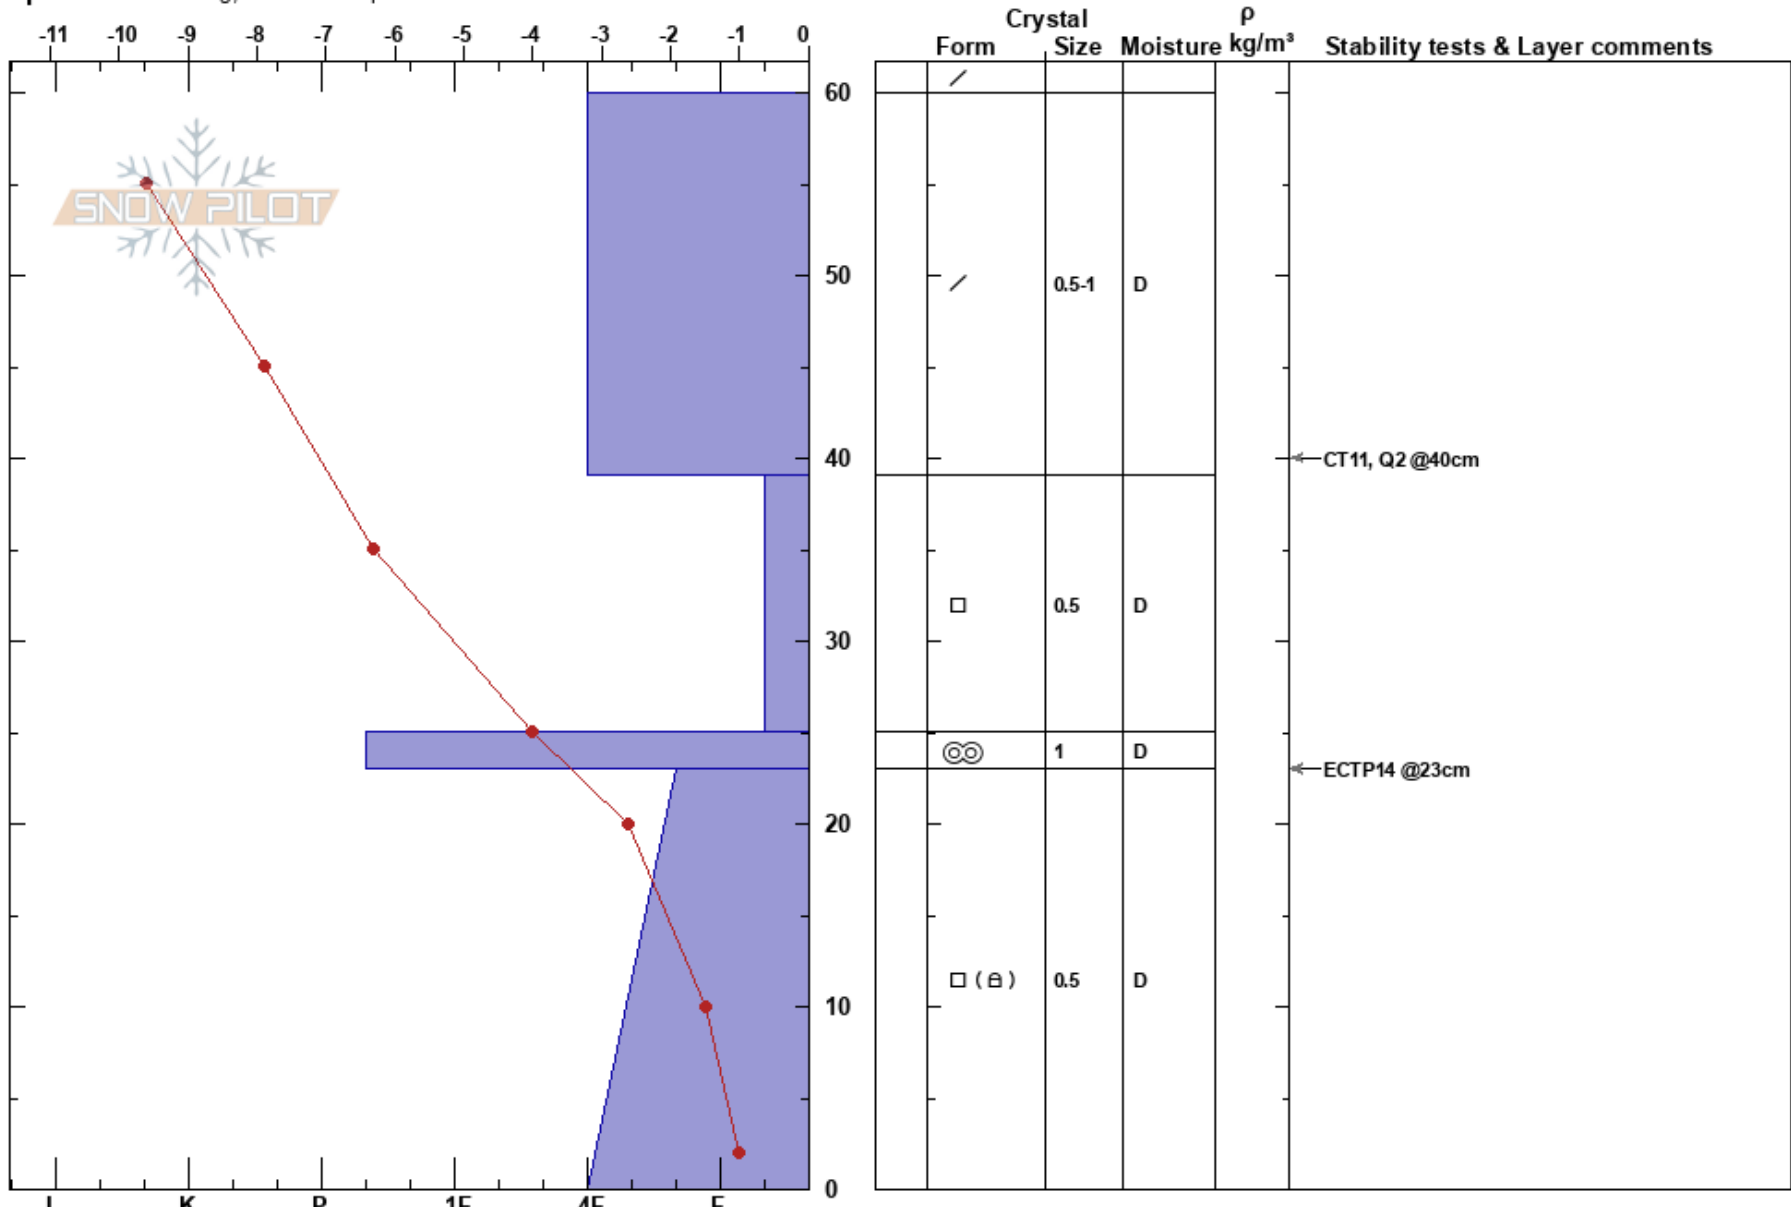 Crystal ρ
-11 -10 -9 -8 -7 -6 -5 -4 -3 -2 -1 0
Form Size Moisture kg/m³ Stability tests & Layer comments
60
SNOW PILOT
50
0.5-1 D
40
CT11, Q2 @40cm
0.5 D
30
1 D
ECTP14 @23cm
20
( ) 0.5 D
10
0
I K P 1F 4F F